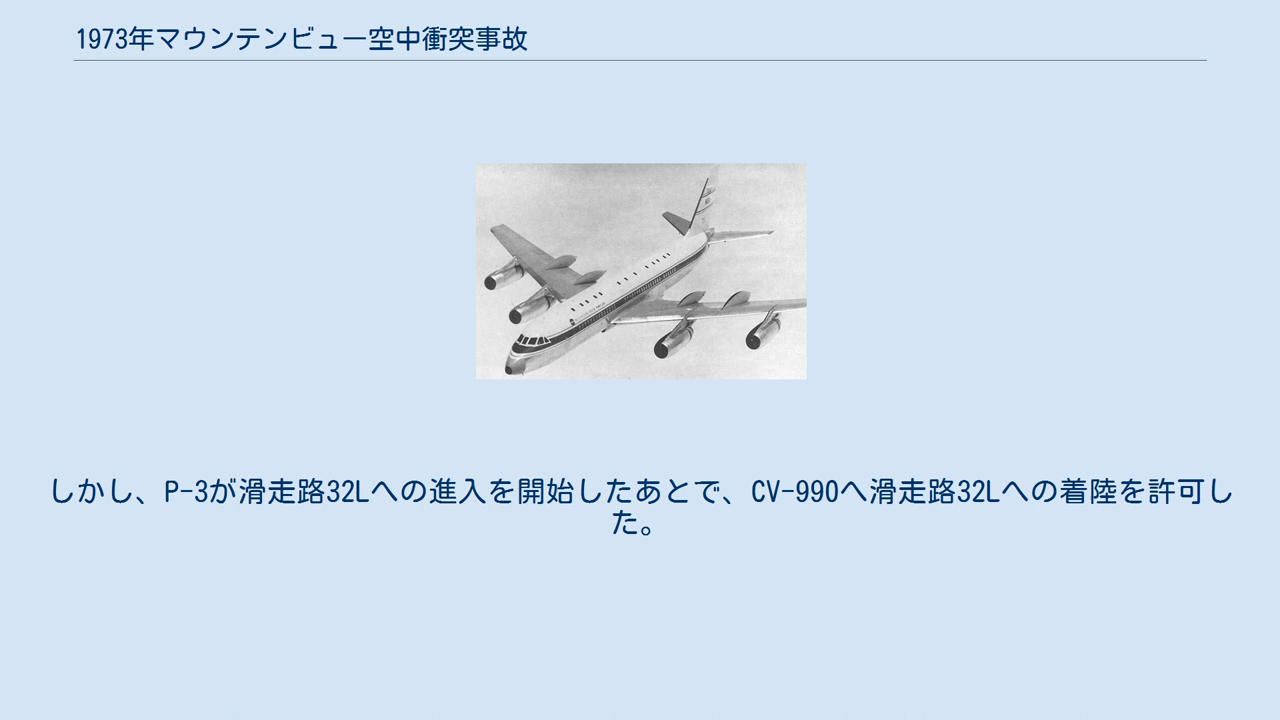 1973年マウンテンビュー空中衝突事故
しかし、P-3が滑走路32Lへの進入を開始したあとで、CV-990へ滑走路32Lへの着陸を許可し
た。